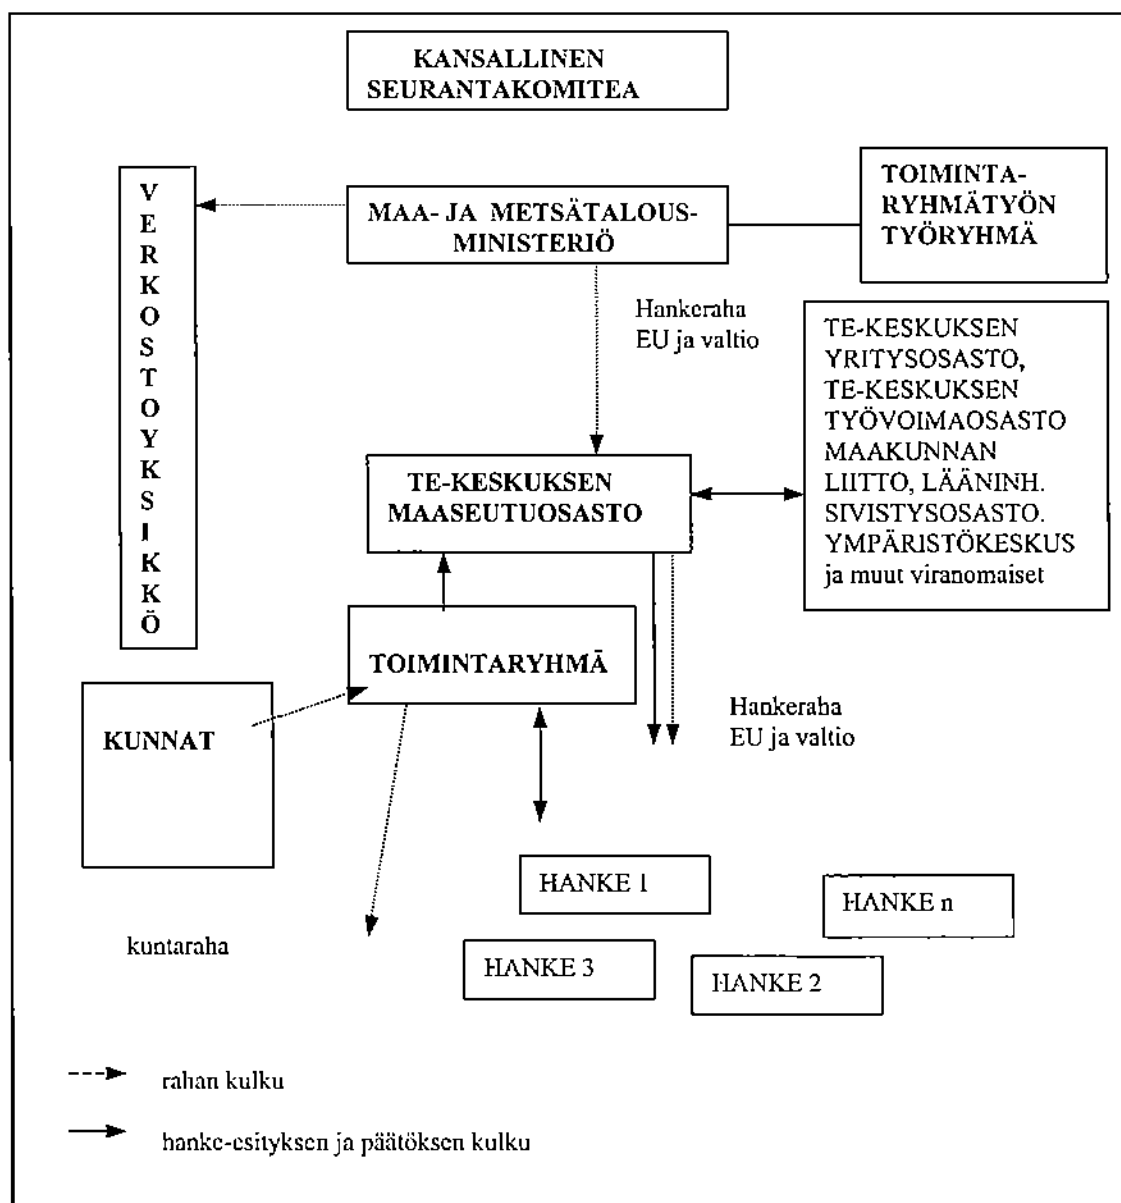 KANSALLINEN
SEURANTAKOMITEA
VERKOSTOYKSIKKÖ
MAA- JA METSÄTALOUS-
MINISTERIÖ
TOIMINTA-
RYHMÄTYÖN
TYÖRYHMÄ
Hankeraha
EU ja valtio
TE-KESKUKSEN
YRITYSOSASTO,
TE-KESKUKSEN
TYÖVOIMAOSASTO
MAAKUNNAN
LIITTO, LÄÄNINH.
SIVISTYSOSASTO.
YMPÄRISTÖKESKUS
ja muut viranomaiset
TE-KESKUKSEN
MAASEUTUOSASTO
TOIMINTARYHMÄ
KUNNAT
Hankeraha
EU ja valtio
HANKE 1
HANKE n
kuntaraha
HANKE 3
HANKE 2
rahan kulku
hanke-esityksen ja päätöksen kulku